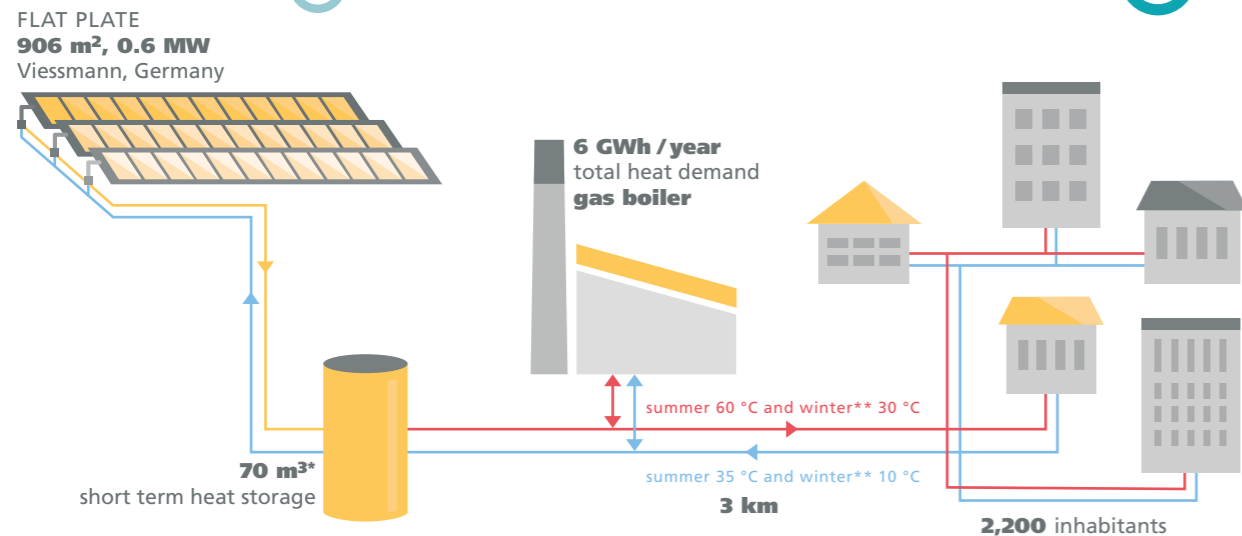 FLAT PLATE
906 m², 0.6 MW
Viessmann, Germany
6 GWh / year
total heat demand
gas boiler
summer 60 °C and winter** 30 °C
summer 35 °C and winter** 10 °C
70 m³*
short term heat storage
3 km
2,200 inhabitants